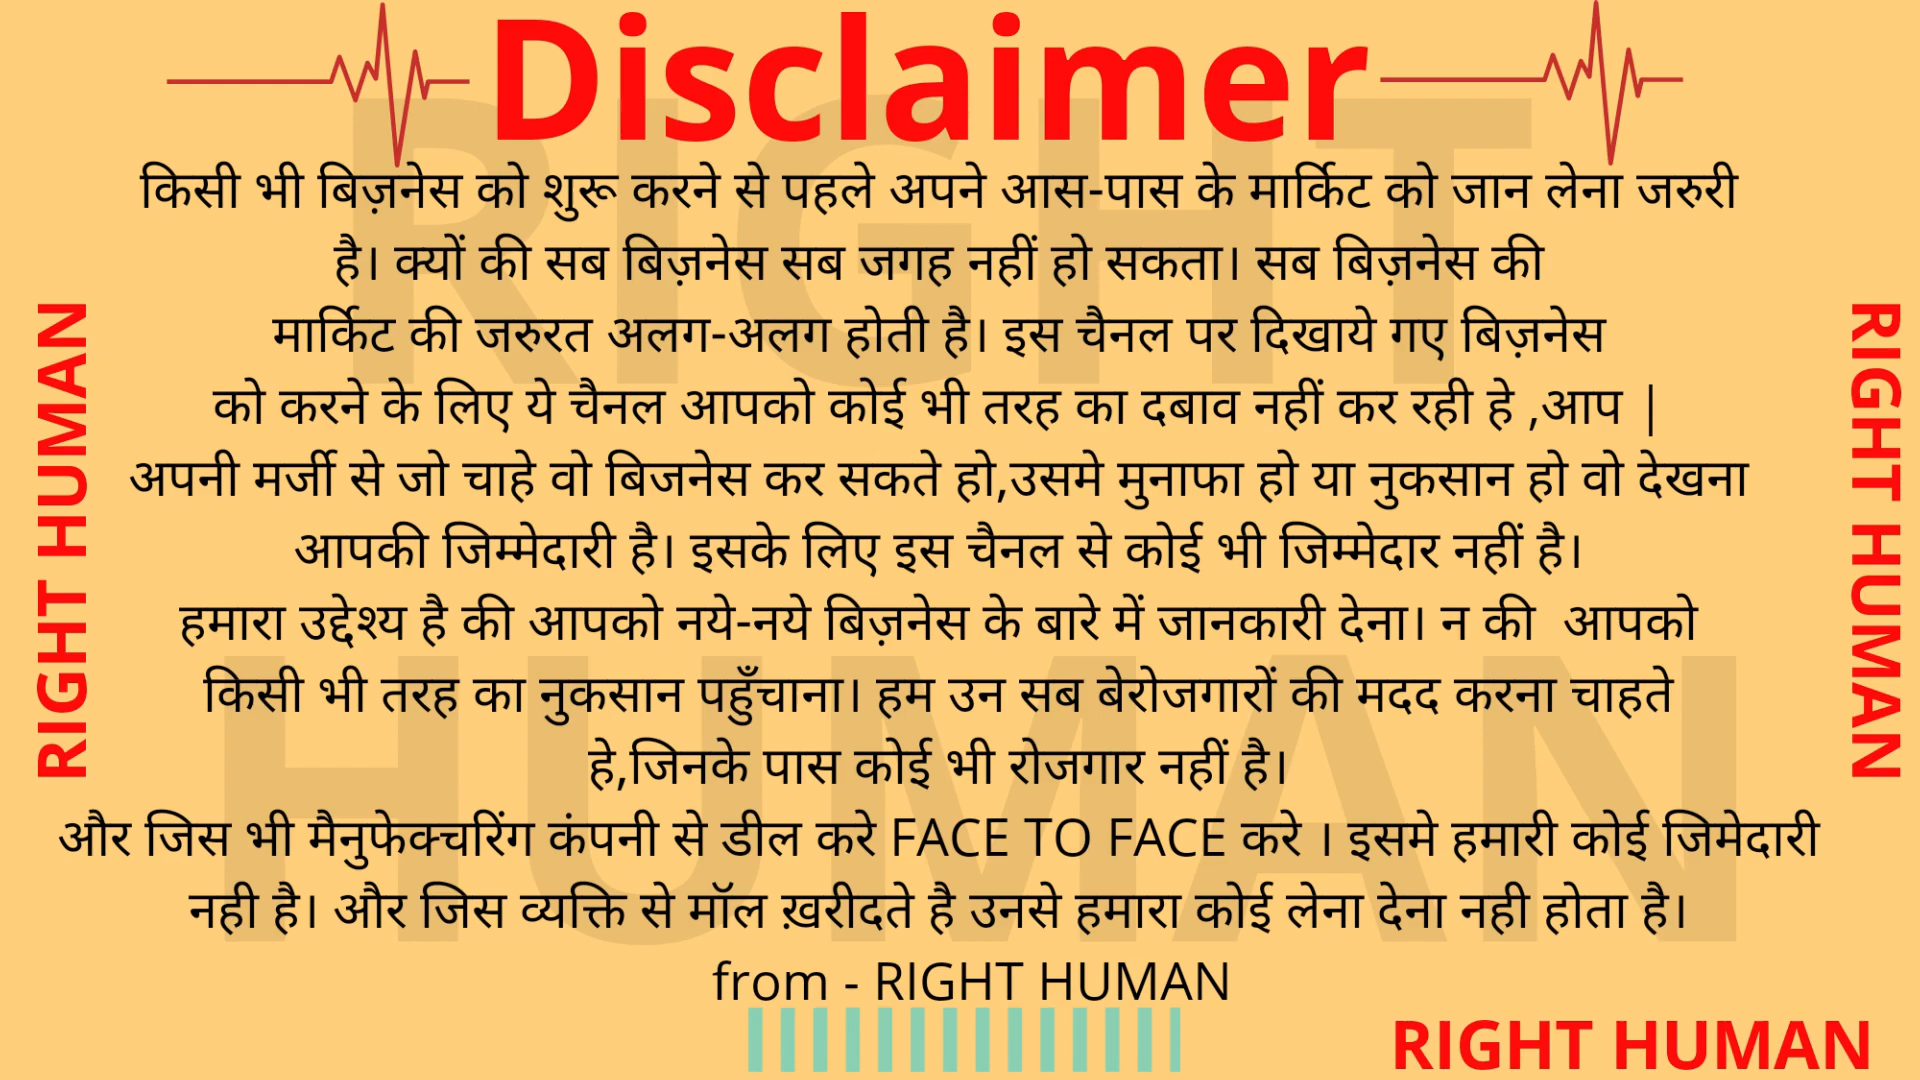 Disclaimer
किसी भी बिज़नेस को शुरू करने से पहले अपने आस-पास के मार्किट को जान लेना जरुरी
है। क्यों की सब बिज़नेस सब जगह नहीं हो सकता। सब बिज़नेस की
मार्किट की जरुरत अलग-अलग होती है। इस चैनल पर दिखाये गए बिज़नेस
को करने के लिए ये चैनल आपको कोई भी तरह का दबाव नहीं कर रही हे ,आप |
अपनी मर्जी से जो चाहे वो बिजनेस कर सकते हो,उसमे मुनाफा हो या नुकसान हो वो देखना
आपकी जिम्मेदारी है। इसके लिए इस चैनल से कोई भी जिम्मेदार नहीं है।
हमारा उद्देश्य है की आपको नये-नये बिज़नेस के बारे में जानकारी देना। न की  आपको
किसी भी तरह का नुकसान पहुँचाना। हम उन सब बेरोजगारों की मदद करना चाहते
हे,जिनके पास कोई भी रोजगार नहीं है।
और जिस भी मैनुफेक्चरिंग कंपनी से डील करे FACE TO FACE करे । इसमे हमारी कोई जिमेदारी
नही है। और जिस व्यक्ति से मॉल ख़रीदते है उनसे हमारा कोई लेना देना नही होता है।
from - RIGHT HUMAN
RIGHT HUMAN
RIGHT HUMAN
RIGHT HUMAN
RIGHT
HUMAN